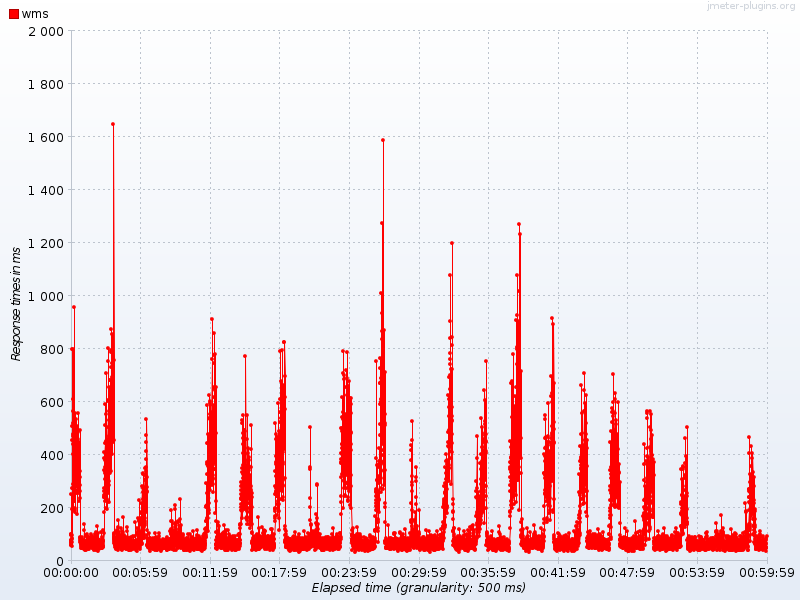 jmeter-plugins.org
wms
2 000
1 800
1 600
1 400
1 200
1 000
800
600
400
200
0
Response times in ms
00:00:00 00:05:59 00:11:59 00:17:59 00:23:59 00:29:59 00:35:59 00:41:59 00:47:59 00:53:59 00:59:59
Elapsed time (granularity: 500 ms)